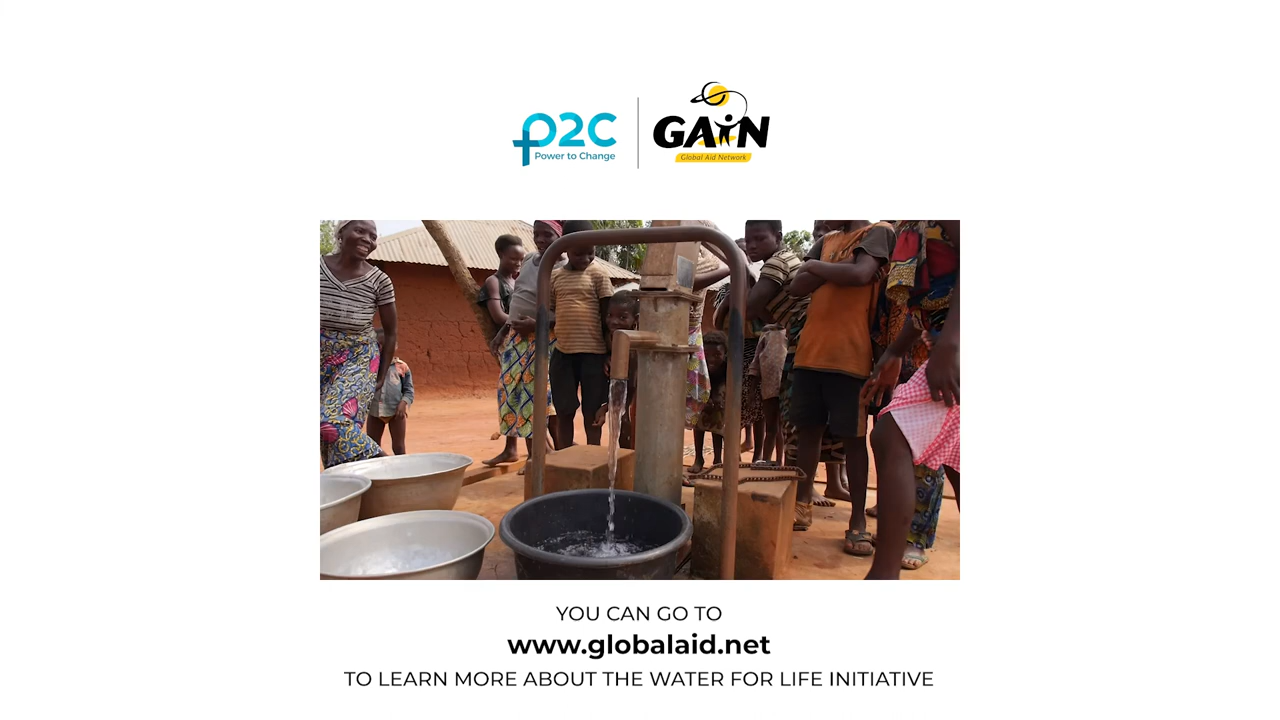 P2C
Power to Change
GAiN
Global Aid Network
YOU CAN GO TO
www.globalaid.net
TO LEARN MORE ABOUT THE WATER FOR LIFE INITIATIVE